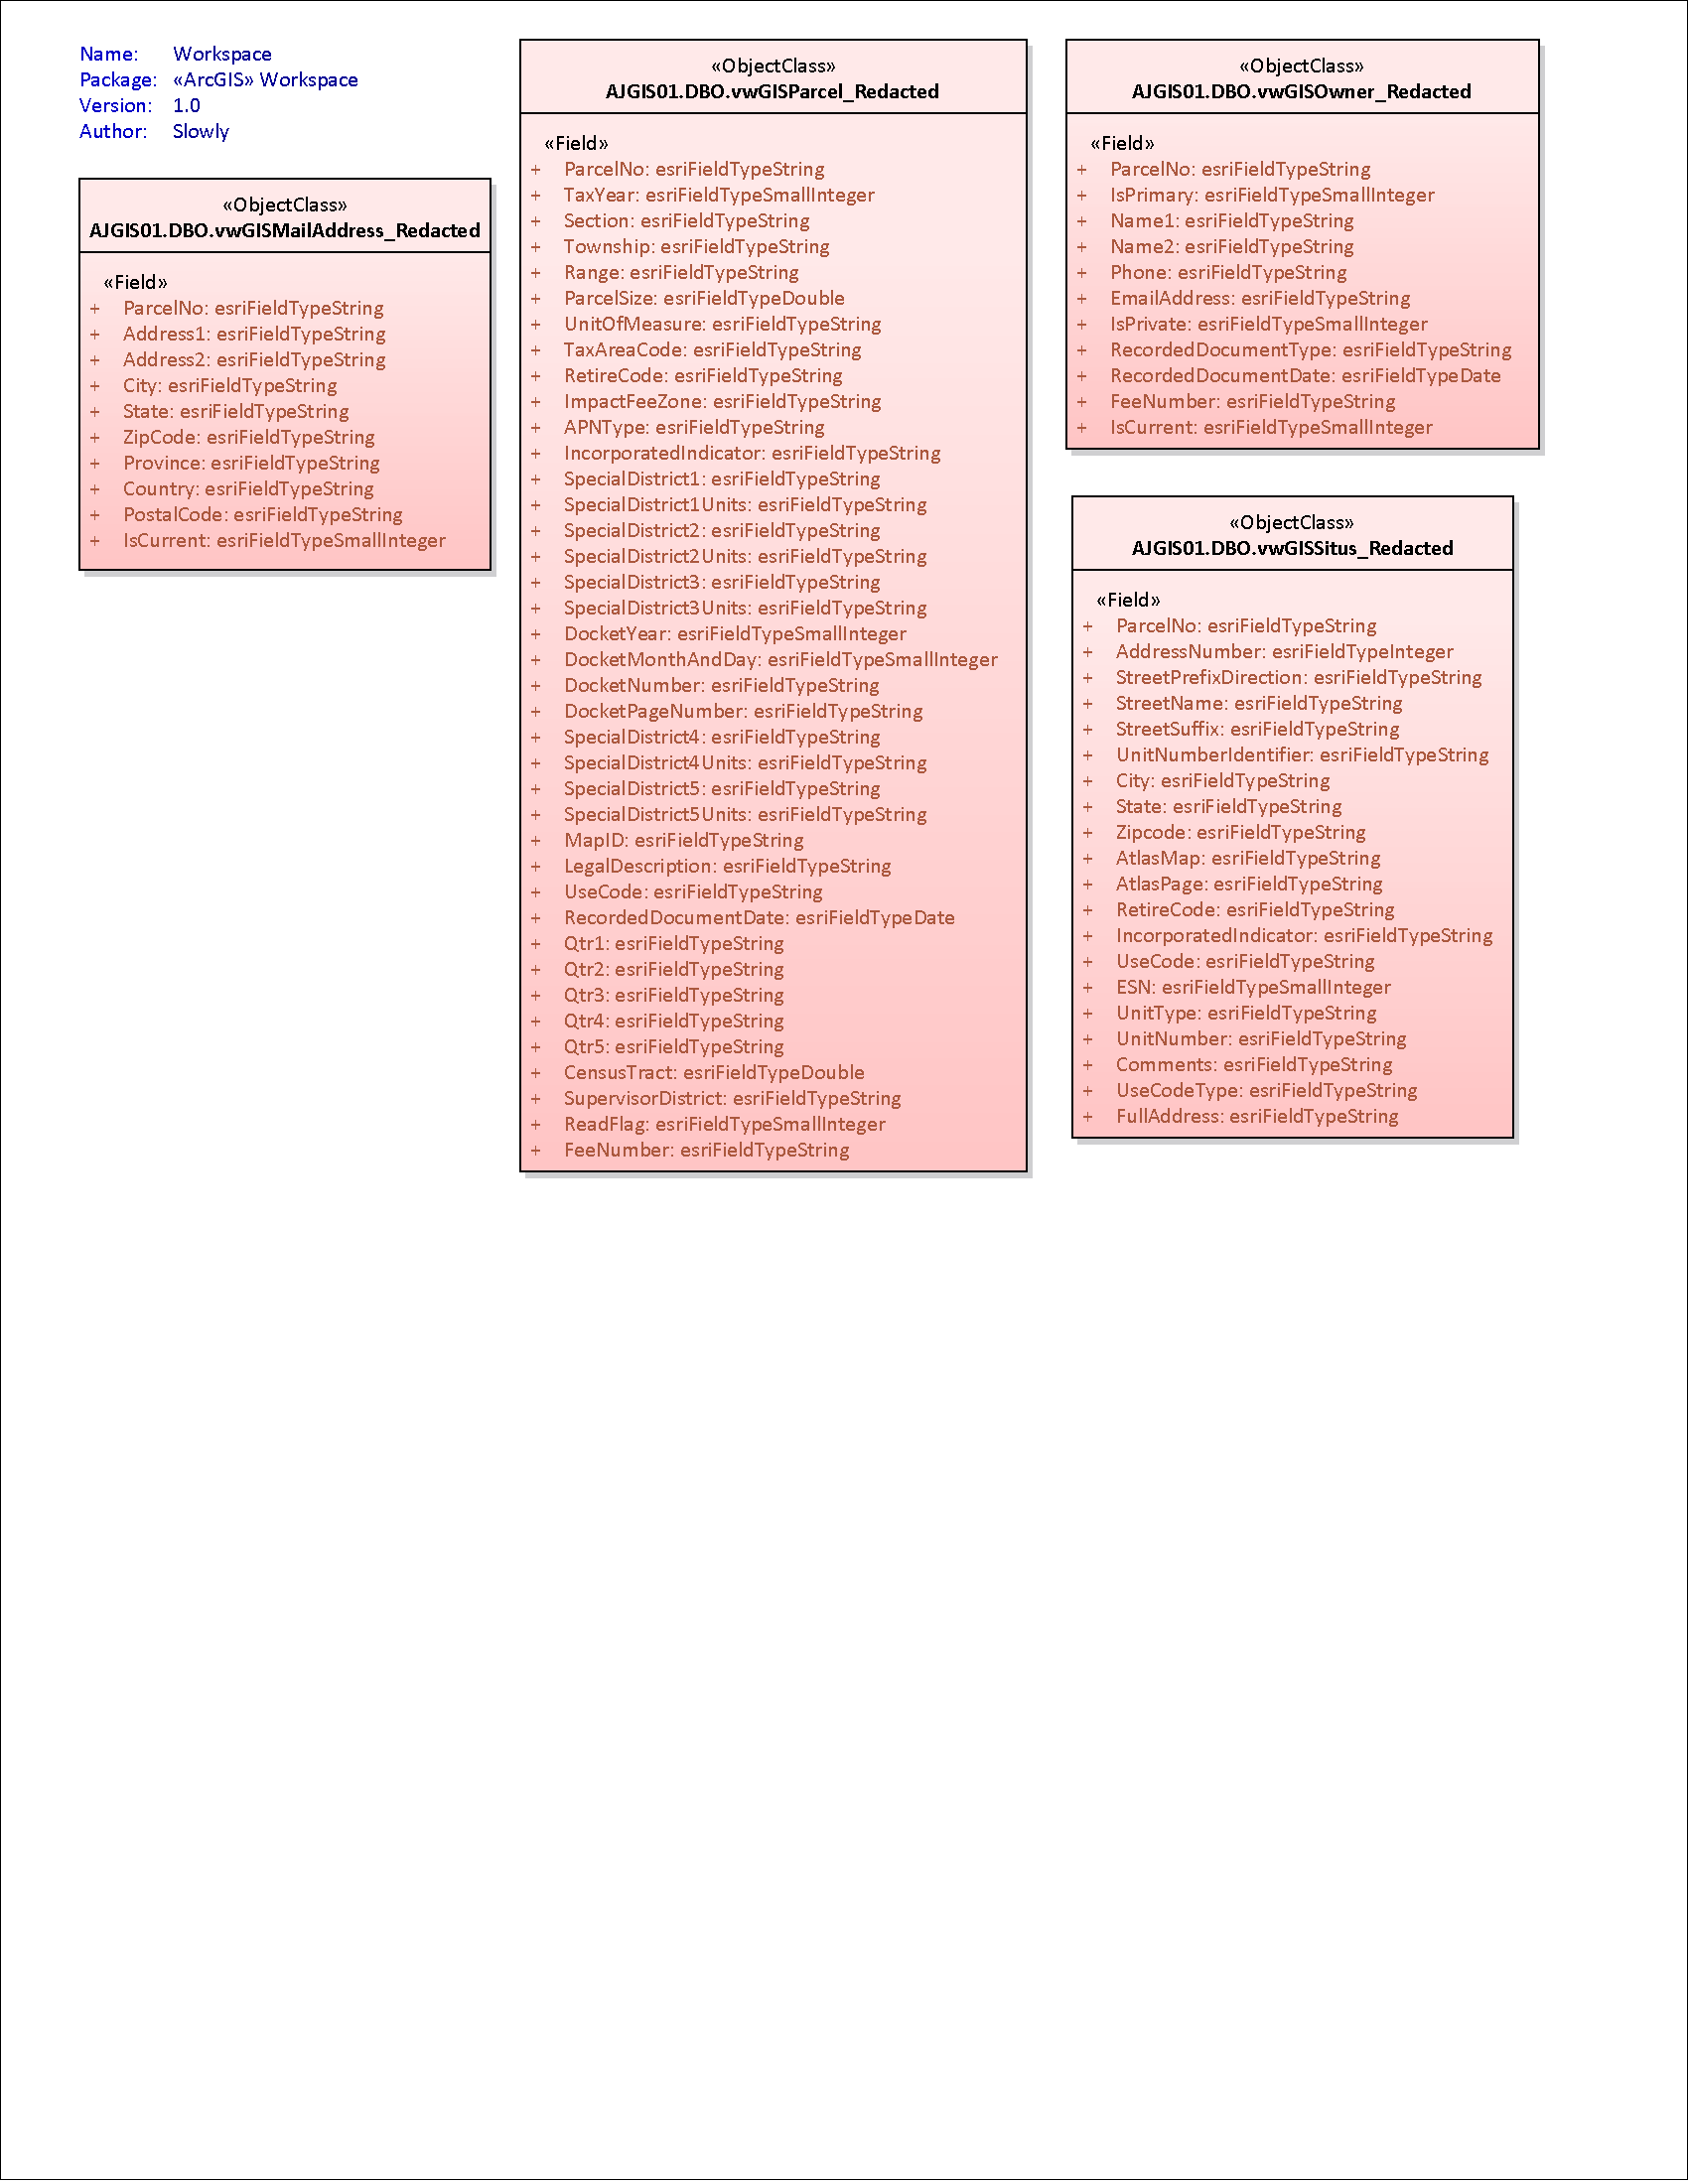 Name: Workspace
Package: «ArcGIS» Workspace
Version: 1.0
Author: Slowly
«ObjectClass»
AJGIS01.DBO.vwGISMailAddress_Redacted
«Field»
+ ParcelNo: esriFieldTypeString
+ Address1: esriFieldTypeString
+ Address2: esriFieldTypeString
+ City: esriFieldTypeString
+ State: esriFieldTypeString
+ ZipCode: esriFieldTypeString
+ Province: esriFieldTypeString
+ Country: esriFieldTypeString
+ PostalCode: esriFieldTypeString
+ IsCurrent: esriFieldTypeSmallInteger
«ObjectClass»
AJGIS01.DBO.vwGISParcel_Redacted
«Field»
+ ParcelNo: esriFieldTypeString
+ TaxYear: esriFieldTypeSmallInteger
+ Section: esriFieldTypeString
+ Township: esriFieldTypeString
+ Range: esriFieldTypeString
+ ParcelSize: esriFieldTypeDouble
+ UnitOfMeasure: esriFieldTypeString
+ TaxAreaCode: esriFieldTypeString
+ RetireCode: esriFieldTypeString
+ ImpactFeeZone: esriFieldTypeString
+ APNType: esriFieldTypeString
+ IncorporatedIndicator: esriFieldTypeString
+ SpecialDistrict1: esriFieldTypeString
+ SpecialDistrict1Units: esriFieldTypeString
+ SpecialDistrict2: esriFieldTypeString
+ SpecialDistrict2Units: esriFieldTypeString
+ SpecialDistrict3: esriFieldTypeString
+ SpecialDistrict3Units: esriFieldTypeString
+ DocketYear: esriFieldTypeSmallInteger
+ DocketMonthAndDay: esriFieldTypeSmallInteger
+ DocketNumber: esriFieldTypeString
+ DocketPageNumber: esriFieldTypeString
+ SpecialDistrict4: esriFieldTypeString
+ SpecialDistrict4Units: esriFieldTypeString
+ SpecialDistrict5: esriFieldTypeString
+ SpecialDistrict5Units: esriFieldTypeString
+ MapID: esriFieldTypeString
+ LegalDescription: esriFieldTypeString
+ UseCode: esriFieldTypeString
+ RecordedDocumentDate: esriFieldTypeDate
+ Qtr1: esriFieldTypeString
+ Qtr2: esriFieldTypeString
+ Qtr3: esriFieldTypeString
+ Qtr4: esriFieldTypeString
+ Qtr5: esriFieldTypeString
+ CensusTract: esriFieldTypeDouble
+ SupervisorDistrict: esriFieldTypeString
+ ReadFlag: esriFieldTypeSmallInteger
+ FeeNumber: esriFieldTypeString
«ObjectClass»
AJGIS01.DBO.vwGISOwner_Redacted
«Field»
+ ParcelNo: esriFieldTypeString
+ IsPrimary: esriFieldTypeSmallInteger
+ Name1: esriFieldTypeString
+ Name2: esriFieldTypeString
+ Phone: esriFieldTypeString
+ EmailAddress: esriFieldTypeString
+ IsPrivate: esriFieldTypeSmallInteger
+ RecordedDocumentType: esriFieldTypeString
+ RecordedDocumentDate: esriFieldTypeDate
+ FeeNumber: esriFieldTypeString
+ IsCurrent: esriFieldTypeSmallInteger
«ObjectClass»
AJGIS01.DBO.vwGISSitus_Redacted
«Field»
+ ParcelNo: esriFieldTypeString
+ AddressNumber: esriFieldTypeInteger
+ StreetPrefixDirection: esriFieldTypeString
+ StreetName: esriFieldTypeString
+ StreetSuffix: esriFieldTypeString
+ UnitNumberIdentifier: esriFieldTypeString
+ City: esriFieldTypeString
+ State: esriFieldTypeString
+ Zipcode: esriFieldTypeString
+ AtlasMap: esriFieldTypeString
+ AtlasPage: esriFieldTypeString
+ RetireCode: esriFieldTypeString
+ IncorporatedIndicator: esriFieldTypeString
+ UseCode: esriFieldTypeString
+ ESN: esriFieldTypeSmallInteger
+ UnitType: esriFieldTypeString
+ UnitNumber: esriFieldTypeString
+ Comments: esriFieldTypeString
+ UseCodeType: esriFieldTypeString
+ FullAddress: esriFieldTypeString